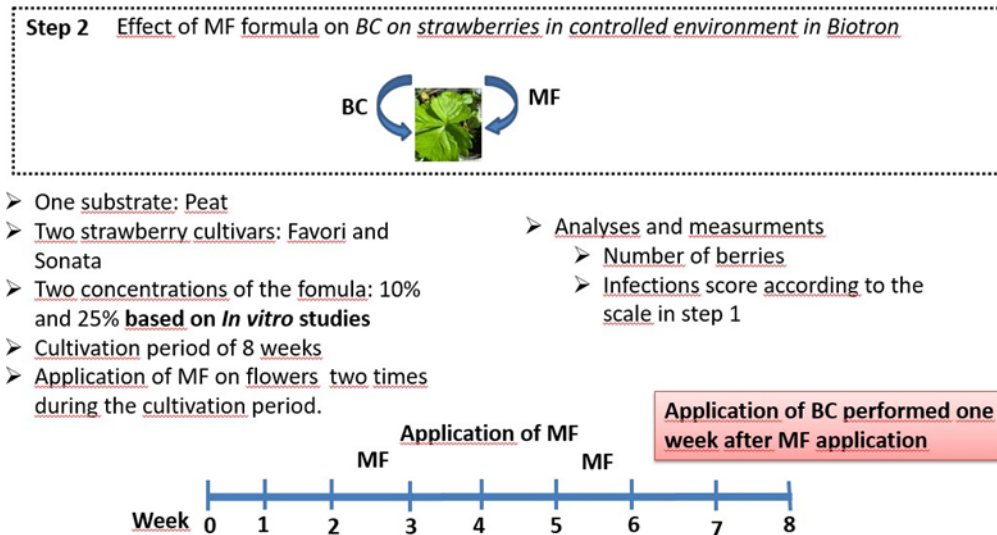 Step 2 Effect of MF formula on BC on strawberries in controlled environment in Biotron
BC
MF
➢ One substrate: Peat
➢ Two strawberry cultivars: Favori and
Sonata
➢ Two concentrations of the fomula: 10%
and 25% based on In vitro studies
➢ Cultivation period of 8 weeks
➢ Application of MF on flowers two times
during the cultivation period.
➢ Analyses and measurments
➢ Number of berries
➢ Infections score according to the
scale in step 1
Application of BC performed one
week after MF application
Application of MF
MF MF
Week 0 1 2 3 4 5 6 7 8